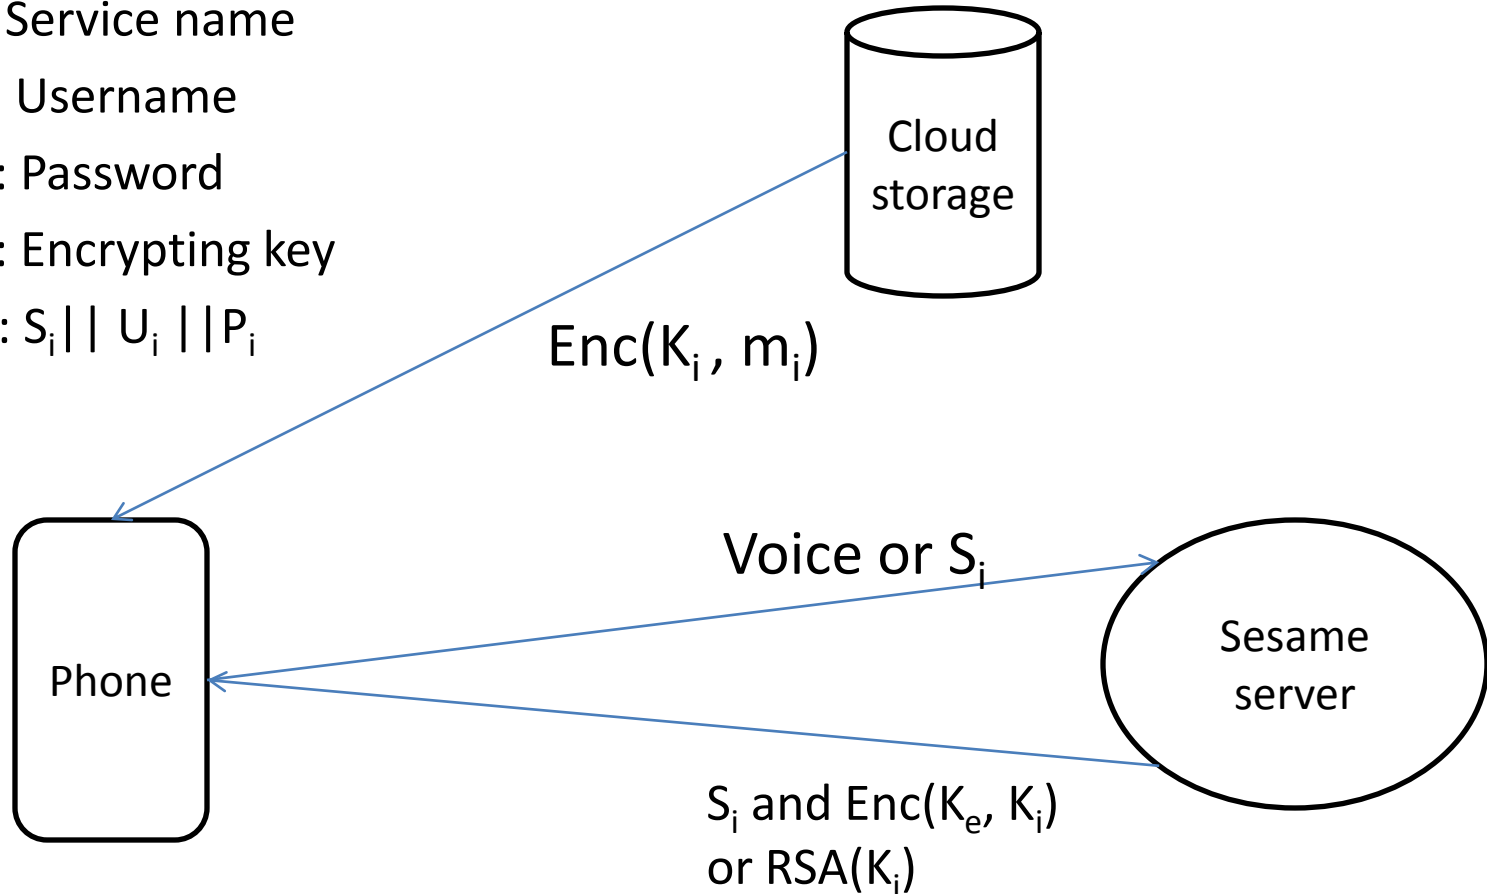 Service name
Username
: Password
: Encrypting key
: Sᵢ|| Uᵢ ||Pᵢ
Cloud
storage
Enc(Kᵢ , mᵢ)
Voice or Sᵢ
Phone
Sesame
server
Sᵢ and Enc(Kₑ, Kᵢ)
or RSA(Kᵢ)